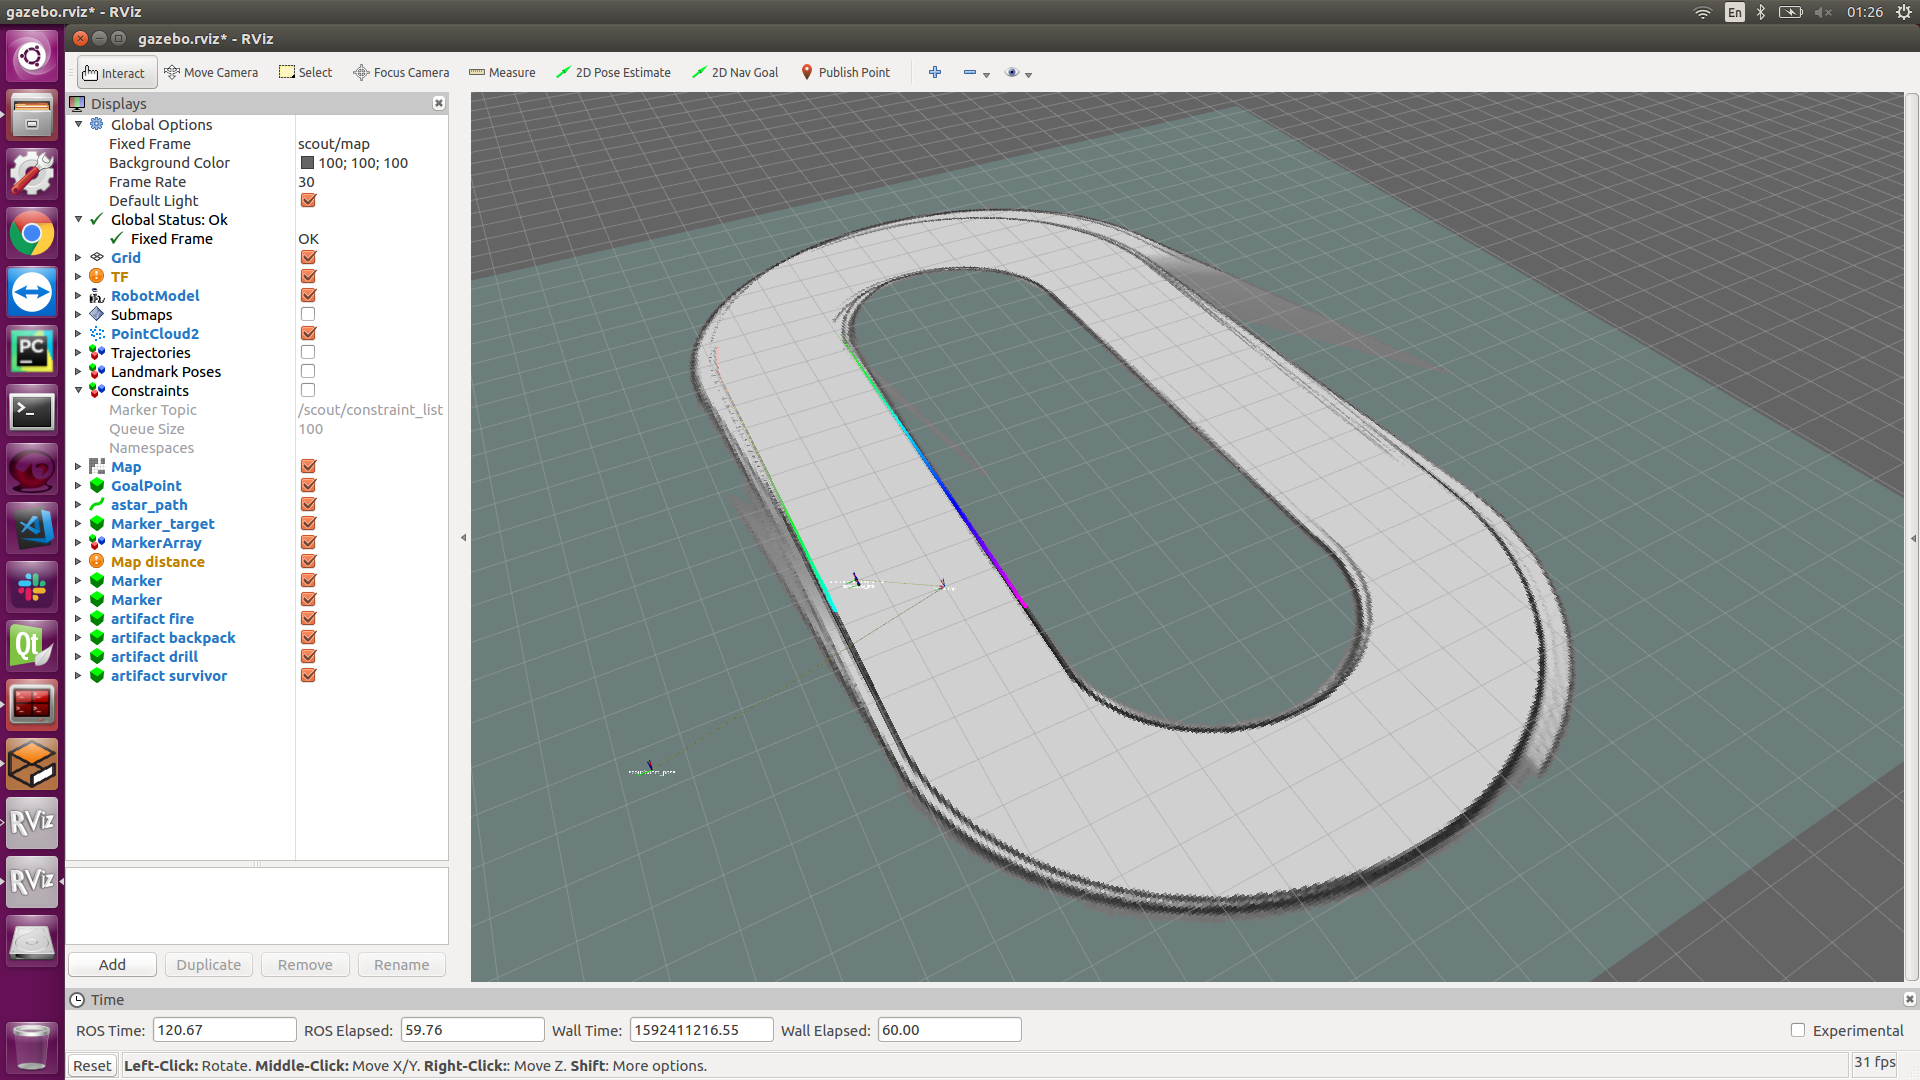 gazebo.rviz* - RViz
En
01:26
gazebo.rviz* - RViz
Interact
Move Camera
Select
Focus Camera
Measure
2D Pose Estimate
2D Nav Goal
Publish Point
Displays
Global Options
Fixed Frame scout/map
Background Color 100; 100; 100
Frame Rate 30
Default Light
Global Status: Ok
Fixed Frame OK
Grid
TF
RobotModel
Submaps
PointCloud2
Trajectories
Landmark Poses
Constraints
Marker Topic /scout/constraint_list
Queue Size 100
Namespaces
Map
GoalPoint
astar_path
Marker_target
MarkerArray
Map distance
Marker
Marker
artifact fire
artifact backpack
artifact drill
artifact survivor
PC
Qt
RViz
RViz
Add Duplicate Remove Rename
Time
ROS Time: 120.67 ROS Elapsed: 59.76 Wall Time: 1592411216.55 Wall Elapsed: 60.00 Experimental
Reset Left-Click: Rotate. Middle-Click: Move X/Y. Right-Click:: Move Z. Shift: More options. 31 fps